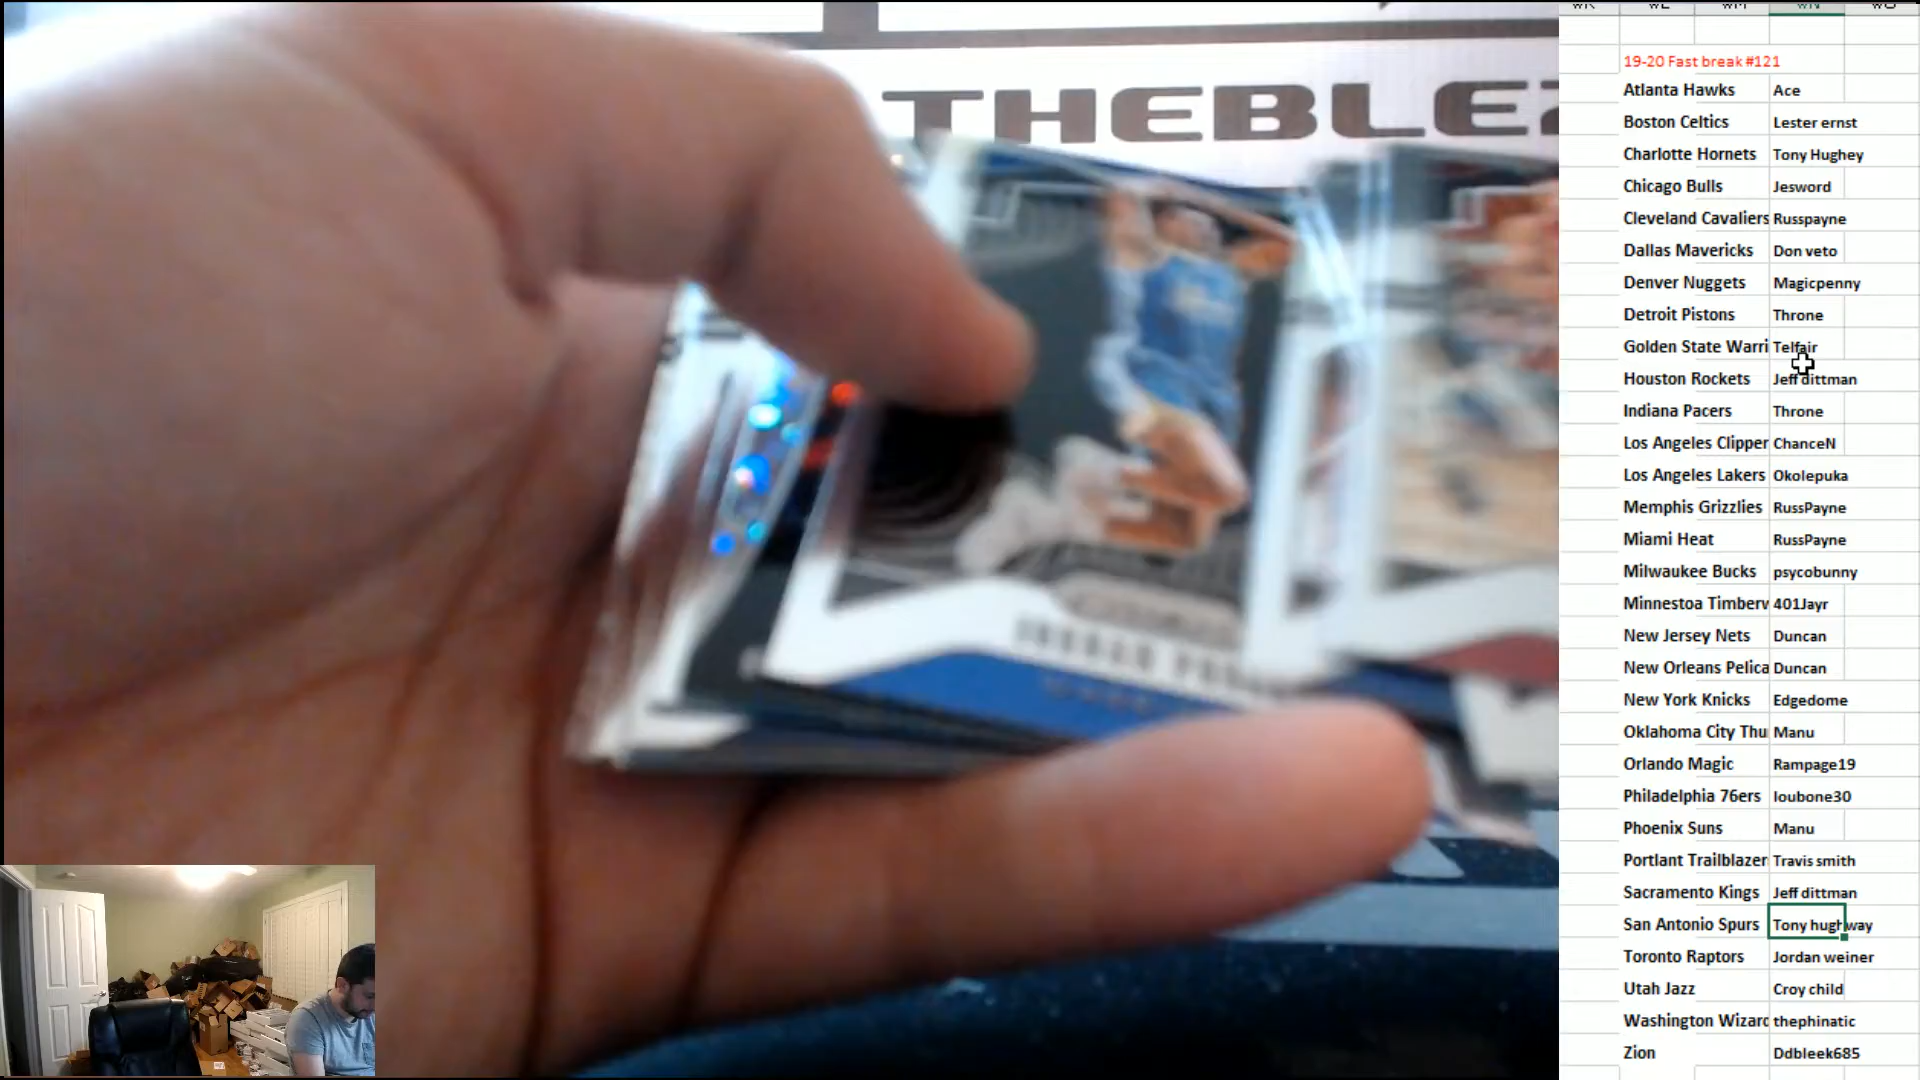 THEBLE
19-20 Fast break #121
Atlanta Hawks Ace
Boston Celtics Lester ernst
Charlotte Hornets Tony Hughey
Chicago Bulls Jesword
Cleveland Cavaliers Russpayne
Dallas Mavericks Don veto
Denver Nuggets Magicpenny
Detroit Pistons Throne
Golden State Warri Telfair
Houston Rockets Jeff dittman
Indiana Pacers Throne
Los Angeles Clipper ChanceN
Los Angeles Lakers Okolepuka
Memphis Grizzlies RussPayne
Miami Heat RussPayne
Milwaukee Bucks psycobunny
Minnestoa Timberw 401Jayr
New Jersey Nets Duncan
New Orleans Pelica Duncan
New York Knicks Edgedome
Oklahoma City Thu Manu
Orlando Magic Rampage19
Philadelphia 76ers loubone30
Phoenix Suns Manu
Portlant Trailblazer Travis smith
Sacramento Kings Jeff dittman
San Antonio Spurs Tony hughway
Toronto Raptors Jordan weiner
Utah Jazz Croy child
Washington Wizard thephinatic
Zion Ddbleek685